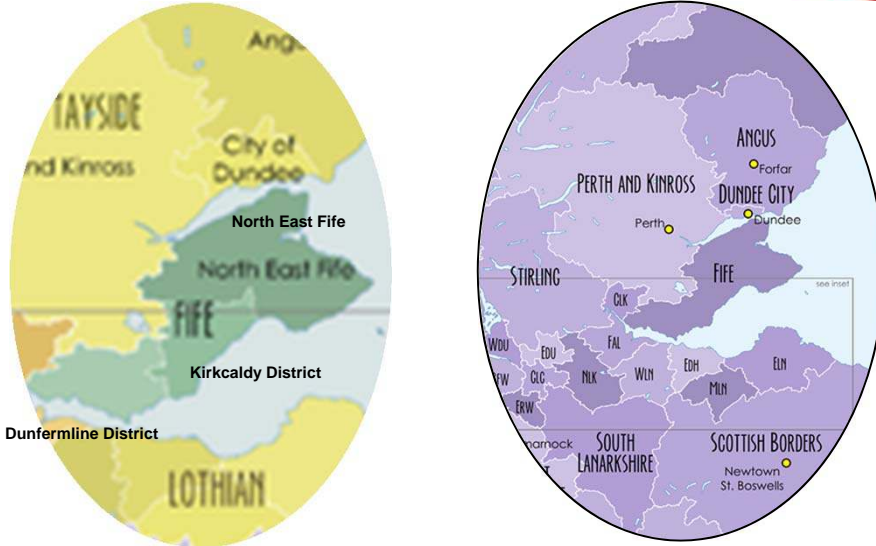 Ang
TAYSIDE
City of
Dundee
nd Kinross
North East Fife
North East Fife
FIFE
Kirkcaldy District
Dunfermline District
LOTHIAN
ANGUS
Forfar
PERTH AND KINROSS
DUNDEE CITY
Dundee
Perth
STIRLING
FIFE
see inset
CLK
WDU
EDU
FAL
EDH
ELN
RFW
GLG
NLK
WLN
MLN
ERW
marnock
SOUTH
LANARKSHIRE
SCOTTISH BORDERS
Newtown
St. Boswells